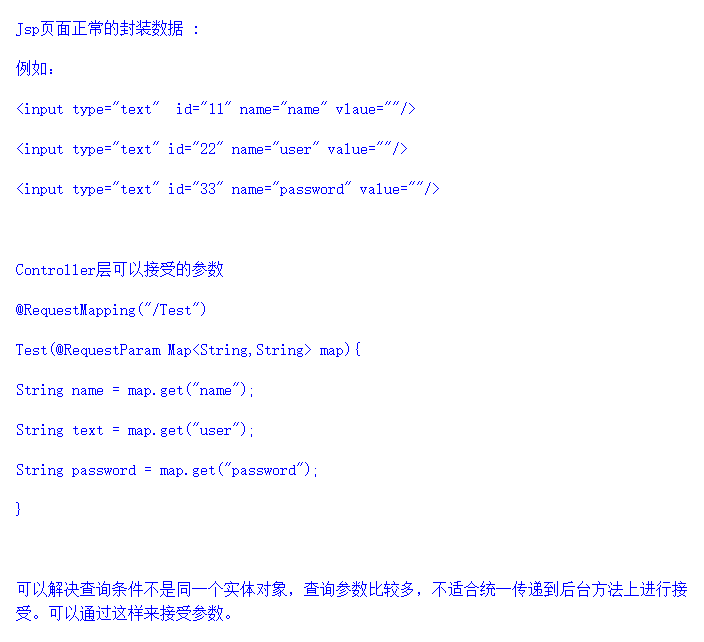 Jsp页面正常的封装数据 :
例如:
<input type="text"  id="11" name="name" vlaue=""/>
<input type="text" id="22" name="user" value=""/>
<input type="text" id="33" name="password" value=""/>
Controller层可以接受的参数
@RequestMapping("/Test")
Test(@RequestParam Map<String,String> map){
String name = map.get("name");
String text = map.get("user");
String password = map.get("password");
}
可以解决查询条件不是同一个实体对象，查询参数比较多，不适合统一传递到后台方法上进行接
受。可以通过这样来接受参数。